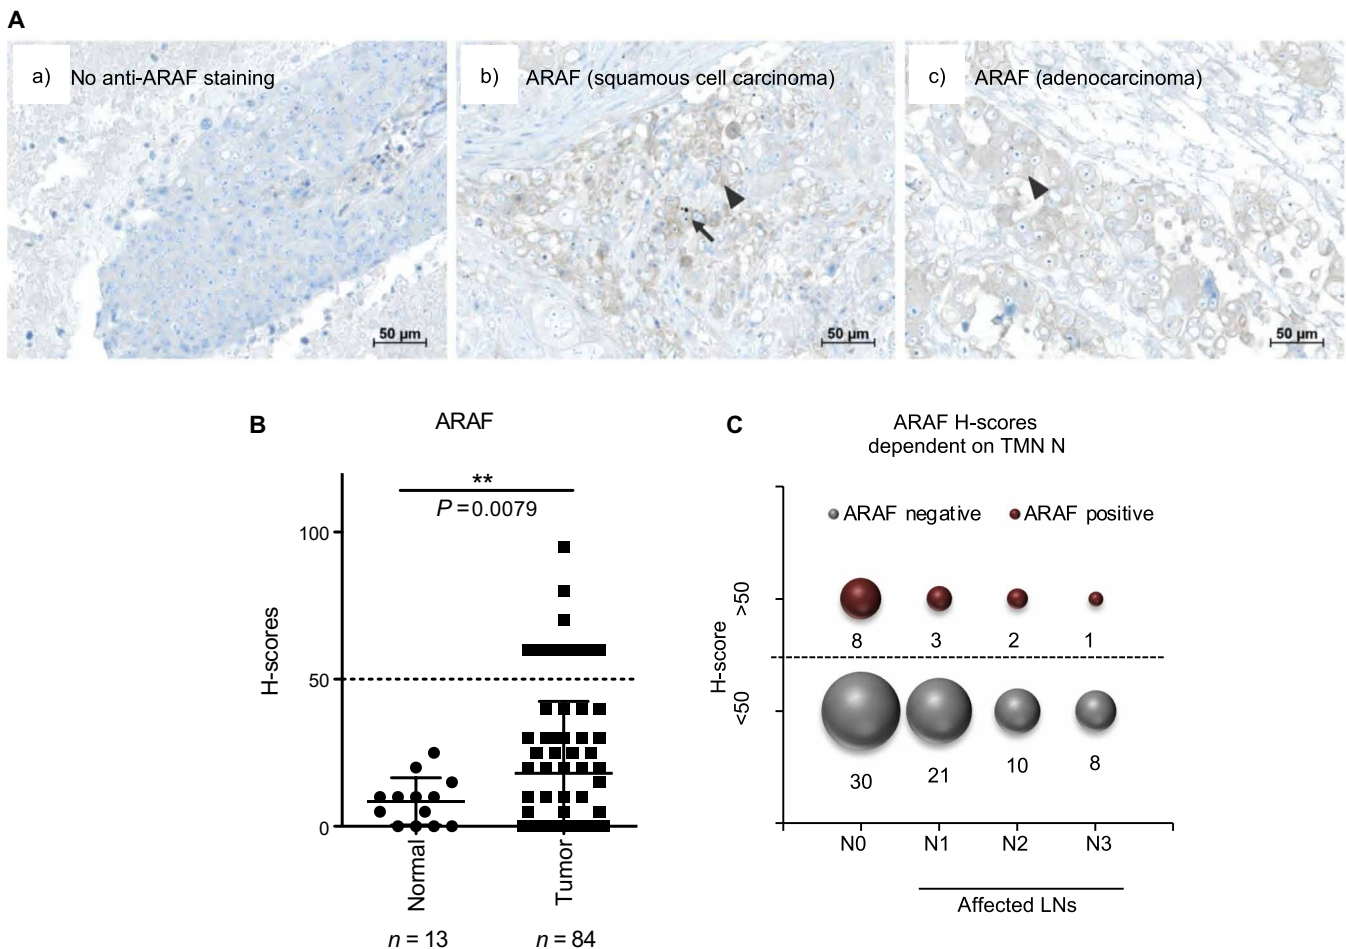 A
a) No anti-ARAF staining
b) ARAF (squamous cell carcinoma)
c) ARAF (adenocarcinoma)
50 µm
50 µm
50 µm
B
ARAF
**
P = 0.0079
H-scores
100
50
0
Normal
Tumor
n = 13
n = 84
C
ARAF H-scores
dependent on TMN N
ARAF negative
ARAF positive
H-score
>50
<50
8
3
2
1
30
21
10
8
N0
N1
N2
N3
Affected LNs